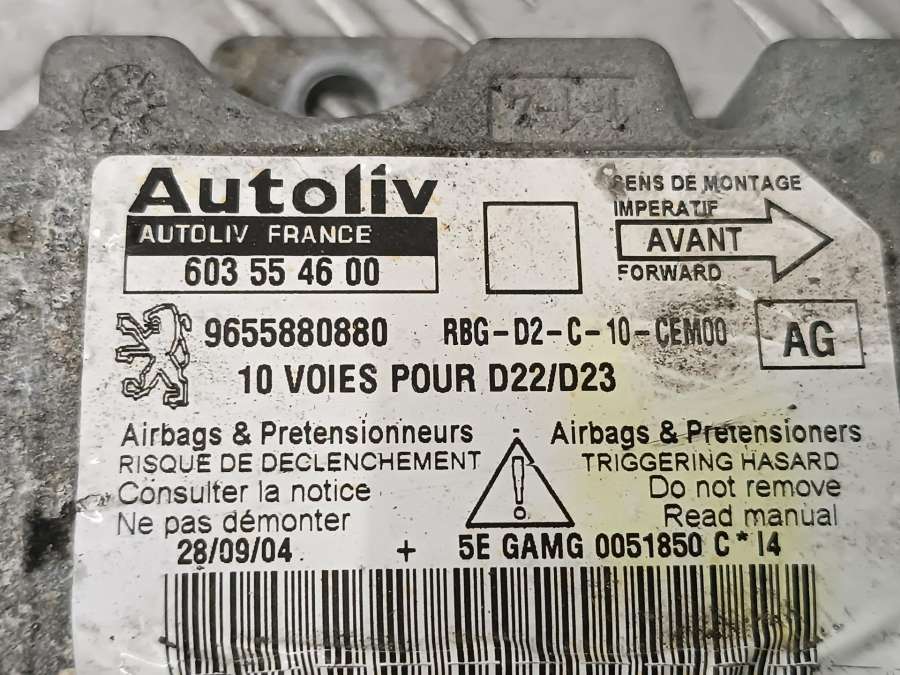 Autoliv
AUTOLIV FRANCE
603 55 46 00
SENS DE MONTAGE
IMPERATIF
AVANT
FORWARD
9655880880 RBG-D2-C-10-CEM00
AG
10 VOIES POUR D22/D23
Airbags & Pretensionneurs - Airbags & Pretensioners
RISQUE DE DECLENCHEMENT TRIGGERING HASARD
Consulter la notice Do not remove
Ne pas démonter Read manual
28/09/04 + 5E GAMG 0051850 C * I4